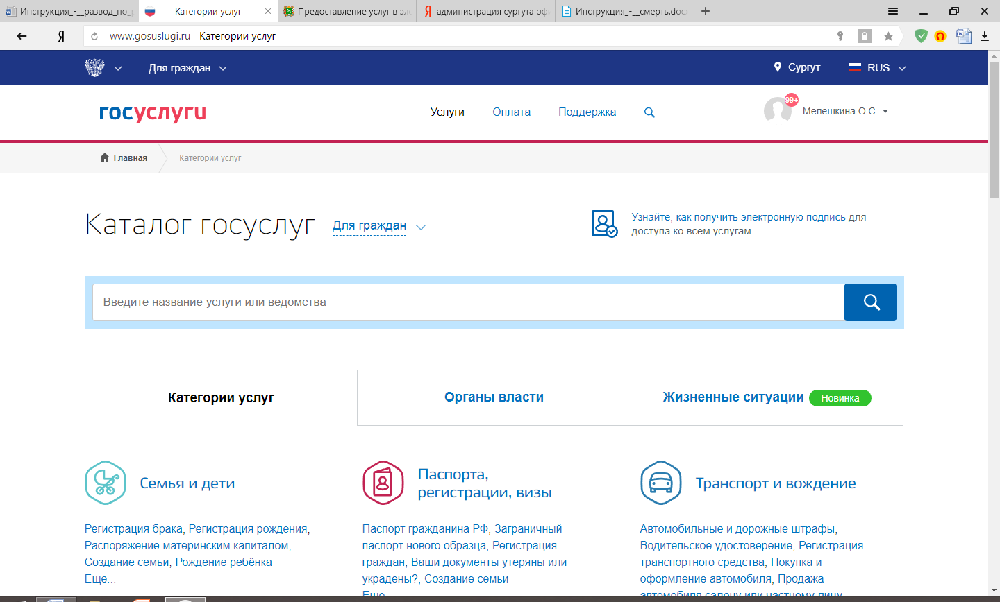 Инструкция_-__развод_по_
Категории услуг
Предоставление услуг в эле
администрация сургута оф
Инструкция_-__смерть.doc
Я
www.gosuslugi.ru Категории услуг
Для граждан
Сургут
RUS
госуслуги
Услуги
Оплата
Поддержка
99+
Мелешкина О.С.
Главная
Категории услуг
Каталог госуслуг
Для граждан
Узнайте, как получить электронную подпись для
доступа ко всем услугам
Введите название услуги или ведомства
Категории услуг
Органы власти
Жизненные ситуации
Новинка
Семья и дети
Регистрация брака, Регистрация рождения,
Распоряжение материнским капиталом,
Создание семьи, Рождение ребёнка
Еще...
Паспорта,
регистрации, визы
Паспорт гражданина РФ, Заграничный
паспорт нового образца, Регистрация
граждан, Ваши документы утеряны или
украдены?, Создание семьи
Еще...
Транспорт и вождение
Автомобильные и дорожные штрафы,
Водительское удостоверение, Регистрация
транспортного средства, Покупка и
оформление автомобиля, Продажа
автомобиля салону или частному лицу